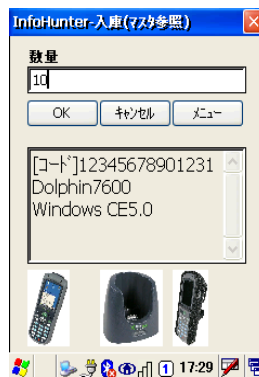 InfoHunter-入庫(ﾏｽﾀ参照)
数量
10
OK ｷｬﾝｾﾙ ﾒﾆｭｰ
[ｺｰﾄﾞ]12345678901231
Dolphin7600
Windows CE5.0
1 17:29